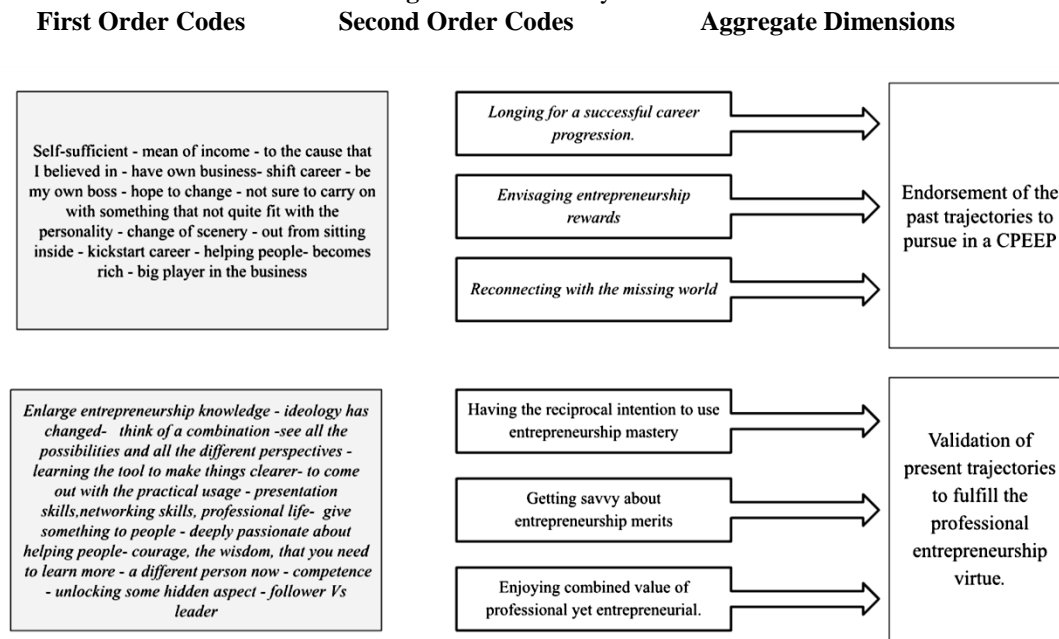 First Order Codes Second Order Codes Aggregate Dimensions
Self-sufficient - mean of income - to the cause that
I believed in - have own business- shift career - be
my own boss - hope to change - not sure to carry on
with something that not quite fit with the
personality - change of scenery - out from sitting
inside - kickstart career - helping people- becomes
rich - big player in the business
Longing for a successful career
progression.
Envisaging entrepreneurship
rewards
Reconnecting with the missing world
Endorsement of the
past trajectories to
pursue in a CPEEP
Enlarge entrepreneurship knowledge - ideology has
changed- think of a combination -see all the
possibilities and all the different perspectives -
learning the tool to make things clearer- to come
out with the practical usage - presentation
skills,networking skills, professional life- give
something to people - deeply passionate about
helping people- courage, the wisdom, that you need
to learn more - a different person now - competence
- unlocking some hidden aspect - follower Vs
leader
Having the reciprocal intention to use
entrepreneurship mastery
Getting savvy about
entrepreneurship merits
Enjoying combined value of
professional yet entrepreneurial.
Validation of
present trajectories
to fulfill the
professional
entrepreneurship
virtue.